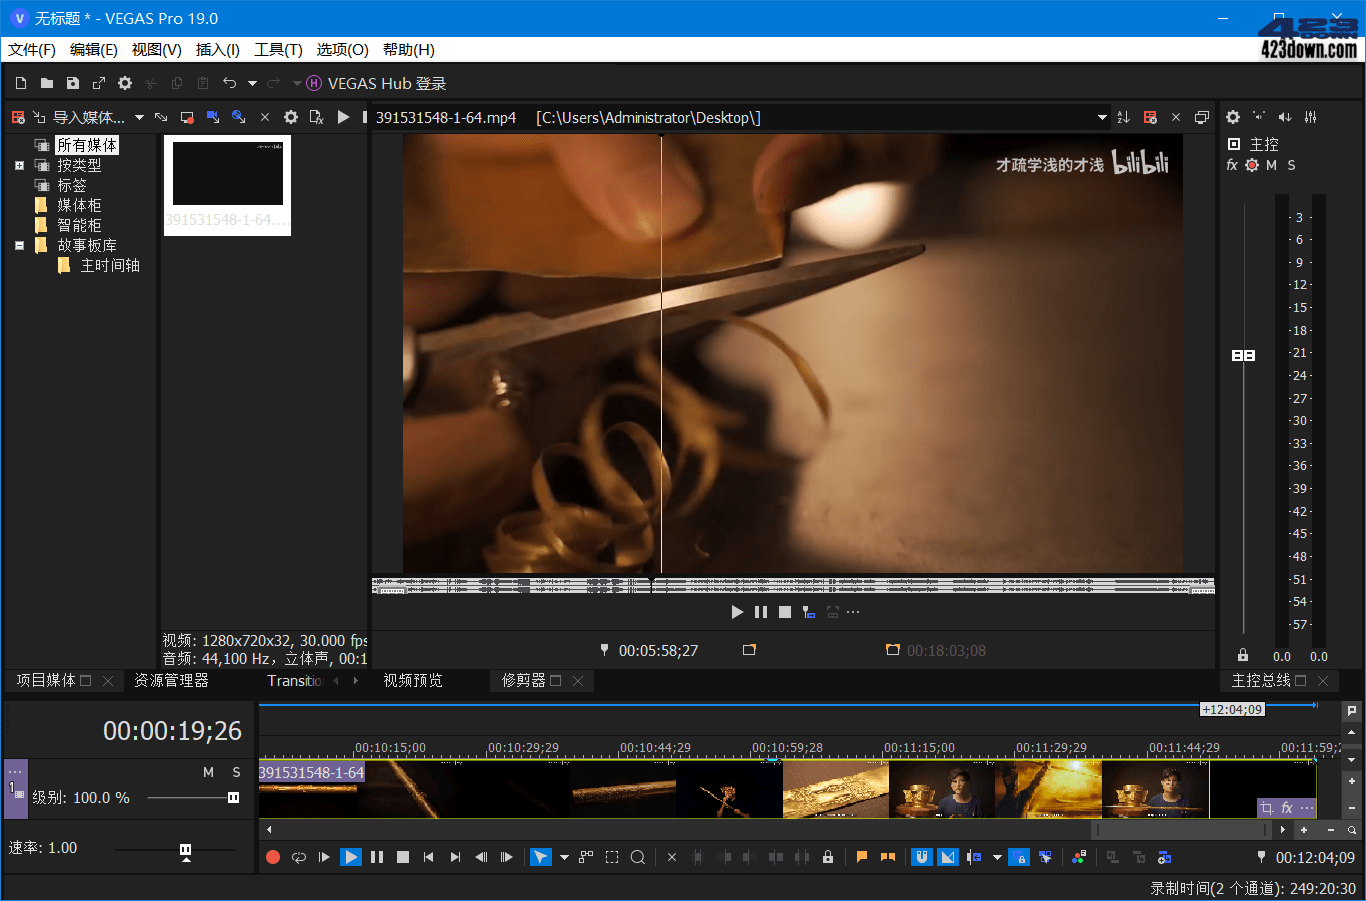 无标题 * - VEGAS Pro 19.0
423
DOWN
423down.com
文件(F) 编辑(E) 视图(V) 插入(I) 工具(T) 选项(O) 帮助(H)
VEGAS Hub 登录
导入媒体...
391531548-1-64.mp4 [C:\Users\Administrator\Desktop\]
所有媒体
按类型
标签
媒体柜
智能柜
故事板库
主时间轴
391531548-1-64....
才疏学浅的才浅 bilibili
主控
fx M S
- 3 -
- 6 -
- 9 -
- 12 -
- 15 -
- 18 -
- 21 -
- 24 -
- 27 -
- 30 -
- 33 -
- 36 -
- 39 -
- 42 -
- 45 -
- 48 -
- 51 -
- 54 -
- 57 -
0.0 0.0
视频: 1280x720x32, 30.000 fps
音频: 44,100 Hz，立体声, 00:1
00:05:58;27
00:18:03;08
项目媒体 资源管理器 Transitio 视频预览 修剪器 主控总线
00:00:19;26
+12:04;09
00:10:15;00 00:10:29;29 00:10:44;29 00:10:59;28 00:11:15;00 00:11:29;29 00:11:44;29 00:11:59;2
391531548-1-64
M S
1
级别: 100.0 %
fx
速率: 1.00
00:12:04;09
录制时间(2 个通道): 249:20:30